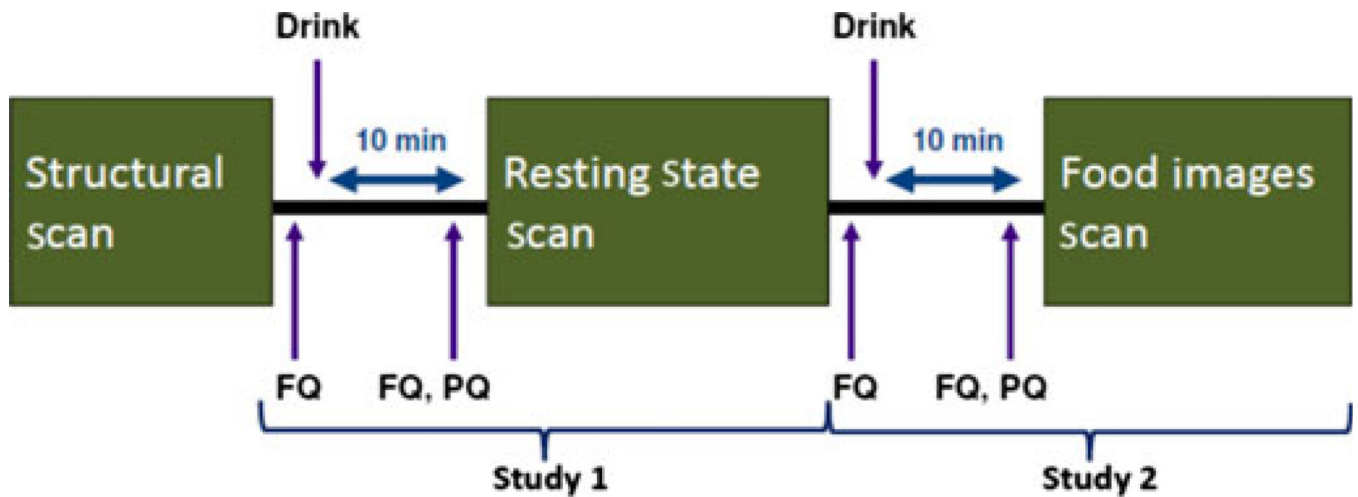 Drink
Drink
10 min
10 min
Structural
scan
Resting State
scan
Food images
scan
FQ
FQ, PQ
FQ
FQ, PQ
Study 1
Study 2